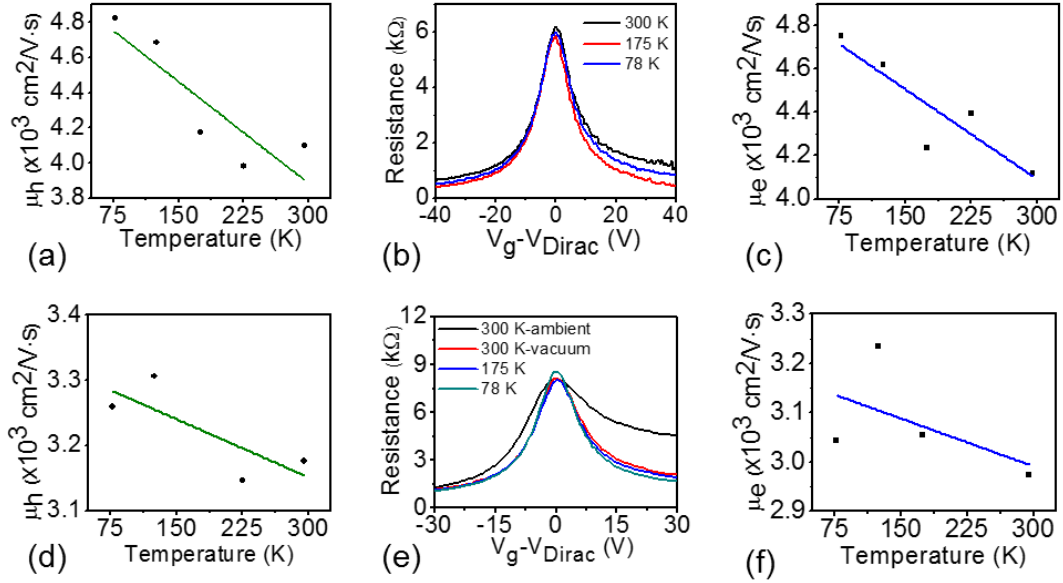 μh (x10³ cm2/V·s)
4.8
4.6
4.4
4.2
4.0
3.8
75 150 225 300
Temperature (K)
(a)
Resistance (kΩ)
6
4
2
0
300 K
175 K
78 K
-40 -20 0 20 40
Vg-VDirac (V)
(b)
μe (x10³ cm2/Vs)
4.8
4.6
4.4
4.2
4.0
75 150 225 300
Temperature (K)
(c)
μh (x10³ cm2/V·s)
3.4
3.3
3.2
3.1
75 150 225 300
Temperature (K)
(d)
Resistance (kΩ)
12
9
6
3
0
300 K-ambient
300 K-vacuum
175 K
78 K
-30 -15 0 15 30
Vg-VDirac (V)
(e)
μe (x10³ cm2/V·s)
3.3
3.2
3.1
3.0
2.9
75 150 225 300
Temperature (K)
(f)